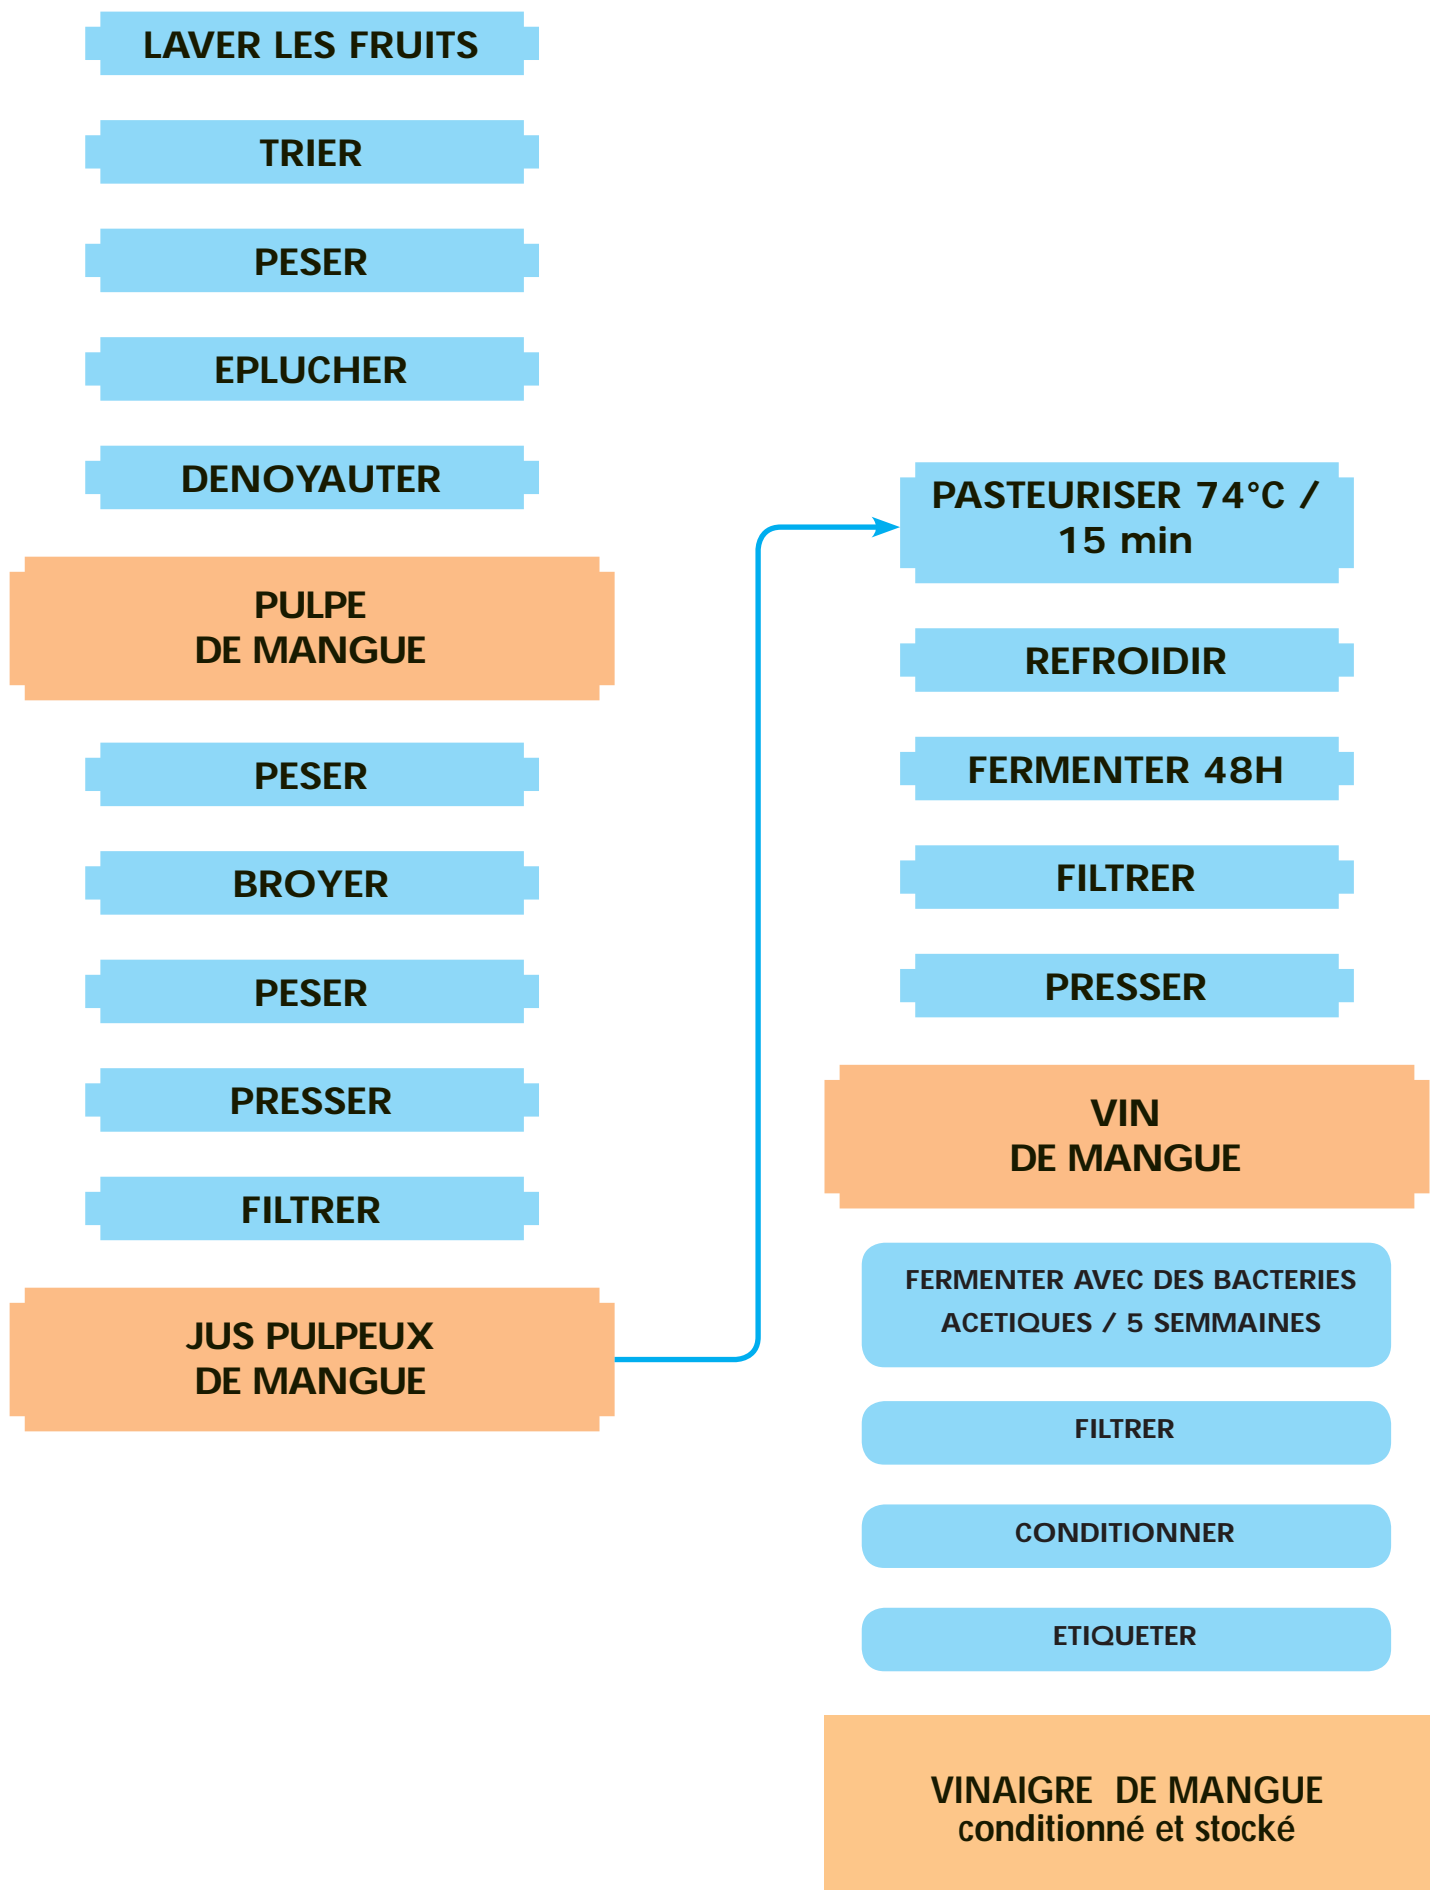 LAVER LES FRUITS
TRIER
PESER
EPLUCHER
DENOYAUTER
PULPE
DE MANGUE
PESER
BROYER
PESER
PRESSER
FILTRER
JUS PULPEUX
DE MANGUE
PASTEURISER 74°C /
15 min
REFROIDIR
FERMENTER 48H
FILTRER
PRESSER
VIN
DE MANGUE
FERMENTER AVEC DES BACTERIES
ACETIQUES / 5 SEMMAINES
FILTRER
CONDITIONNER
ETIQUETER
VINAIGRE DE MANGUE
conditionné et stocké